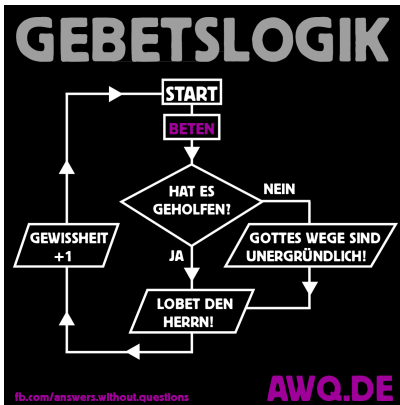 GEBETSLOGIK
START
BETEN
HAT ES
GEHOLFEN?
NEIN
JA
GEWISSHEIT
+1
GOTTES WEGE SIND
UNERGRÜNDLICH!
LOBET DEN
HERRN!
fb.com/answers.without.questions
AWQ.DE